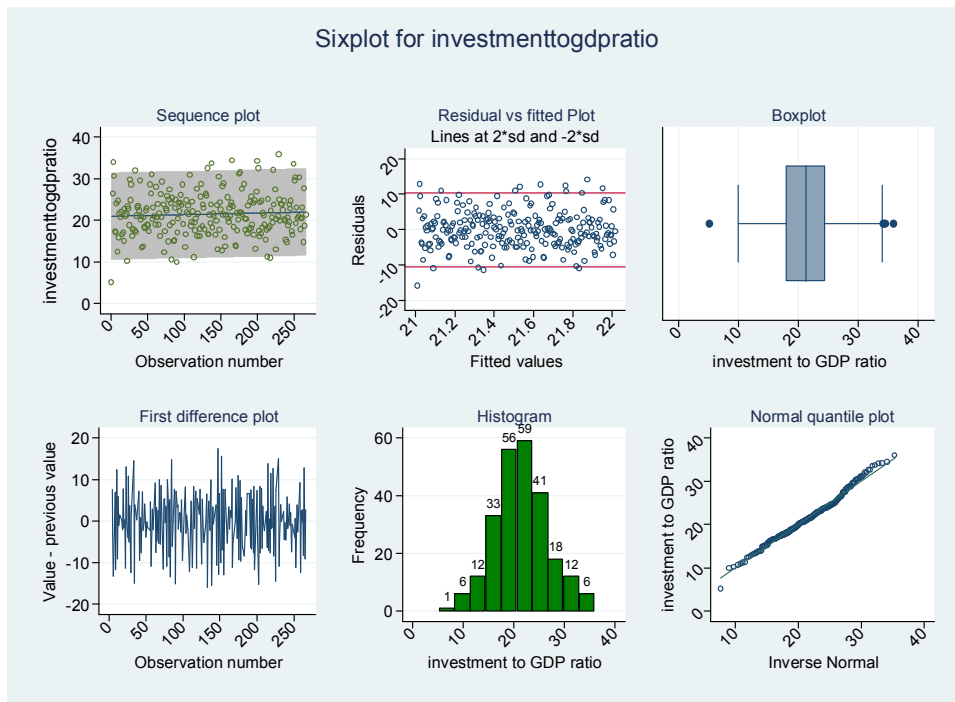 Sixplot for investmenttogdpratio
Sequence plot
investmenttogdpratio
40
30
20
10
0
0 50 100 150 200 250
Observation number
Residual vs fitted Plot
Lines at 2*sd and -2*sd
Residuals
20
10
0
-10
-20
21 21.2 21.4 21.6 21.8 22
Fitted values
Boxplot
0 10 20 30 40
investment to GDP ratio
First difference plot
Value - previous value
20
10
0
-10
-20
0 50 100 150 200 250
Observation number
Histogram
Frequency
60
40
20
0
1 6 12 33 56 59 41 18 12 6
0 10 20 30 40
investment to GDP ratio
Normal quantile plot
investment to GDP ratio
40
30
20
10
0
10 20 30 40
Inverse Normal